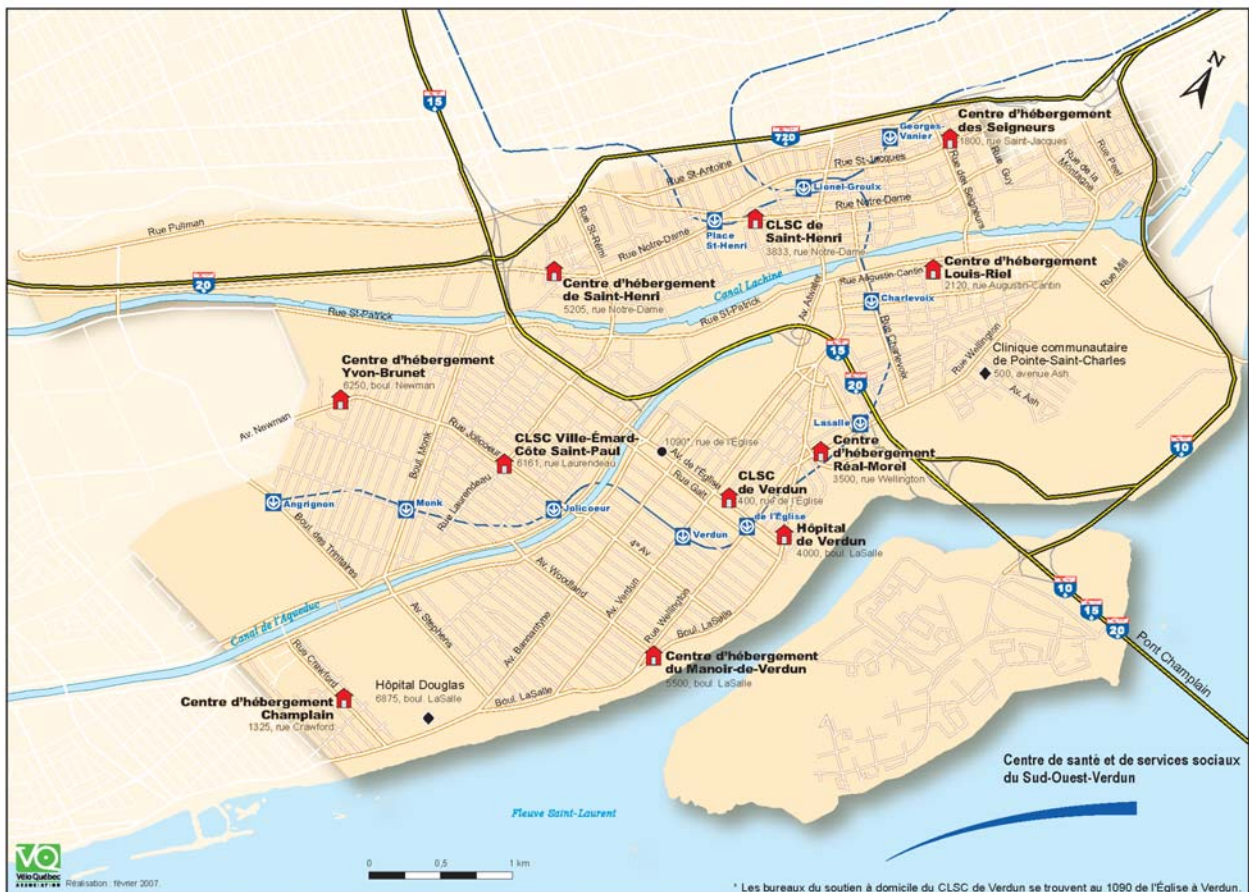 N
15
720
Georges-
Vanier
Centre d'hébergement
des Seigneurs
1800, rue Saint-Jacques
Rue St-Jacques
Rue St-Antoine
Rue Guy
Rue de la
Montagne
Rue Peel
Lionel-Groulx
Rue des Seigneurs
Rue Notre-Dame
Rue Pullman
Rue St-Rémi
Rue Notre-Dame
Place
St-Henri
CLSC de
Saint-Henri
3833, rue Notre-Dame
Centre d'hébergement
Louis-Riel
2120, rue Augustin-Cantin
Rue Augustin-Cantin
Rue Mill
20
Centre d'hébergement
de Saint-Henri
5205, rue Notre-Dame
Canal Lachine
Rue St-Patrick
Rue St-Patrick
Av. Atwater
Charlevoix
Rue Charlevoix
Rue Wellington
15
20
Clinique communautaire
de Pointe-Saint-Charles
500, avenue Ash
Av. Ash
Centre d'hébergement
Yvon-Brunet
6250, boul. Newman
Av. Newman
Boul. Monk
Rue Jolicoeur
CLSC Ville-Émard-
Côte Saint-Paul
6161, rue Laurendeau
Rue Laurendeau
1090*, rue de l'Église
Av. de l'Église
Rue Galt
Lasalle
Centre
d'hébergement
Réal-Morel
3500, rue Wellington
10
CLSC
de Verdun
400, rue de l'Église
Angrignon
Monk
Jolicoeur
Verdun
de l'Église
Hôpital
de Verdun
4000, boul. LaSalle
Boul. des Trinitaires
4e Av
Av. Woodland
Av. Verdun
Av. Stephens
Av. Bannantyne
Rue Wellington
Boul. LaSalle
10
15
20
Pont Champlain
Canal de l'Aqueduc
Rue Crawford
Centre d'hébergement
du Manoir-de-Verdun
5500, boul. LaSalle
Centre d'hébergement
Champlain
1325, rue Crawford
Hôpital Douglas
6875, boul. LaSalle
Boul. LaSalle
Centre de santé et de services sociaux
du Sud-Ouest-Verdun
Fleuve Saint-Laurent
VQ
Vélo Québec
ASSOCIATION
Réalisation : février 2007.
0 0,5 1 km
* Les bureaux du soutien à domicile du CLSC de Verdun se trouvent au 1090 de l'Église à Verdun.